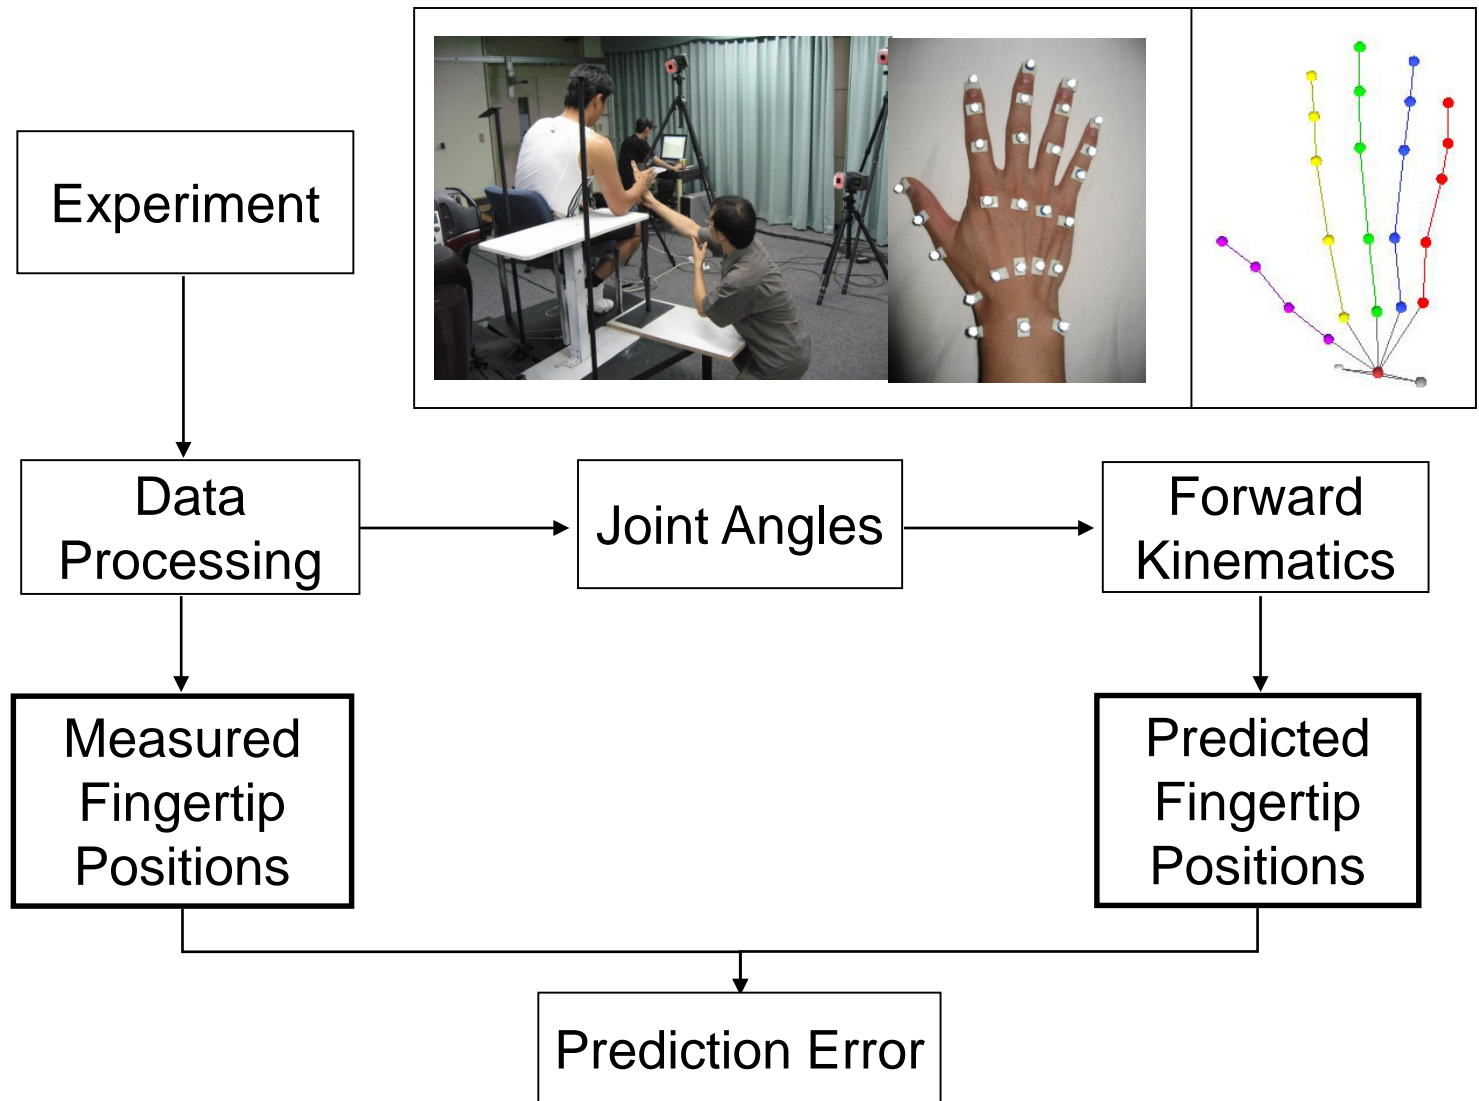 Experiment
Data
Processing
Joint Angles
Forward
Kinematics
Measured
Fingertip
Positions
Predicted
Fingertip
Positions
Prediction Error